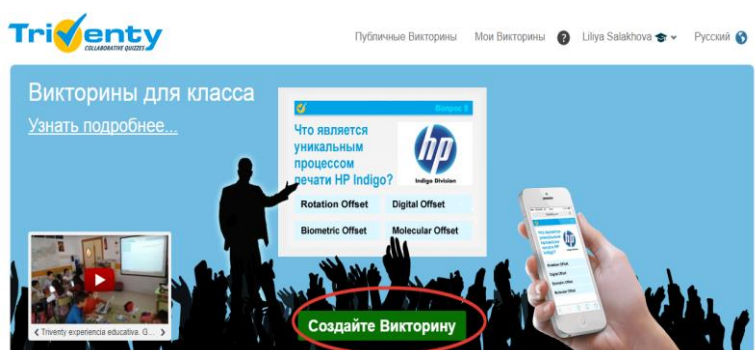 Triventy
COLLABORATIVE QUIZZES
Публичные Викторины Мои Викторины ? Liliya Salakhova Русский
Викторины для класса
Узнать подробнее...
Вопрос 5
Что является
уникальным
процессом
печати HP Indigo?
hp
Indigo Division
Rotation Offset Digital Offset
Biometric Offset Molecular Offset
Triventy experiencia educativa. G...
Создайте Викторину